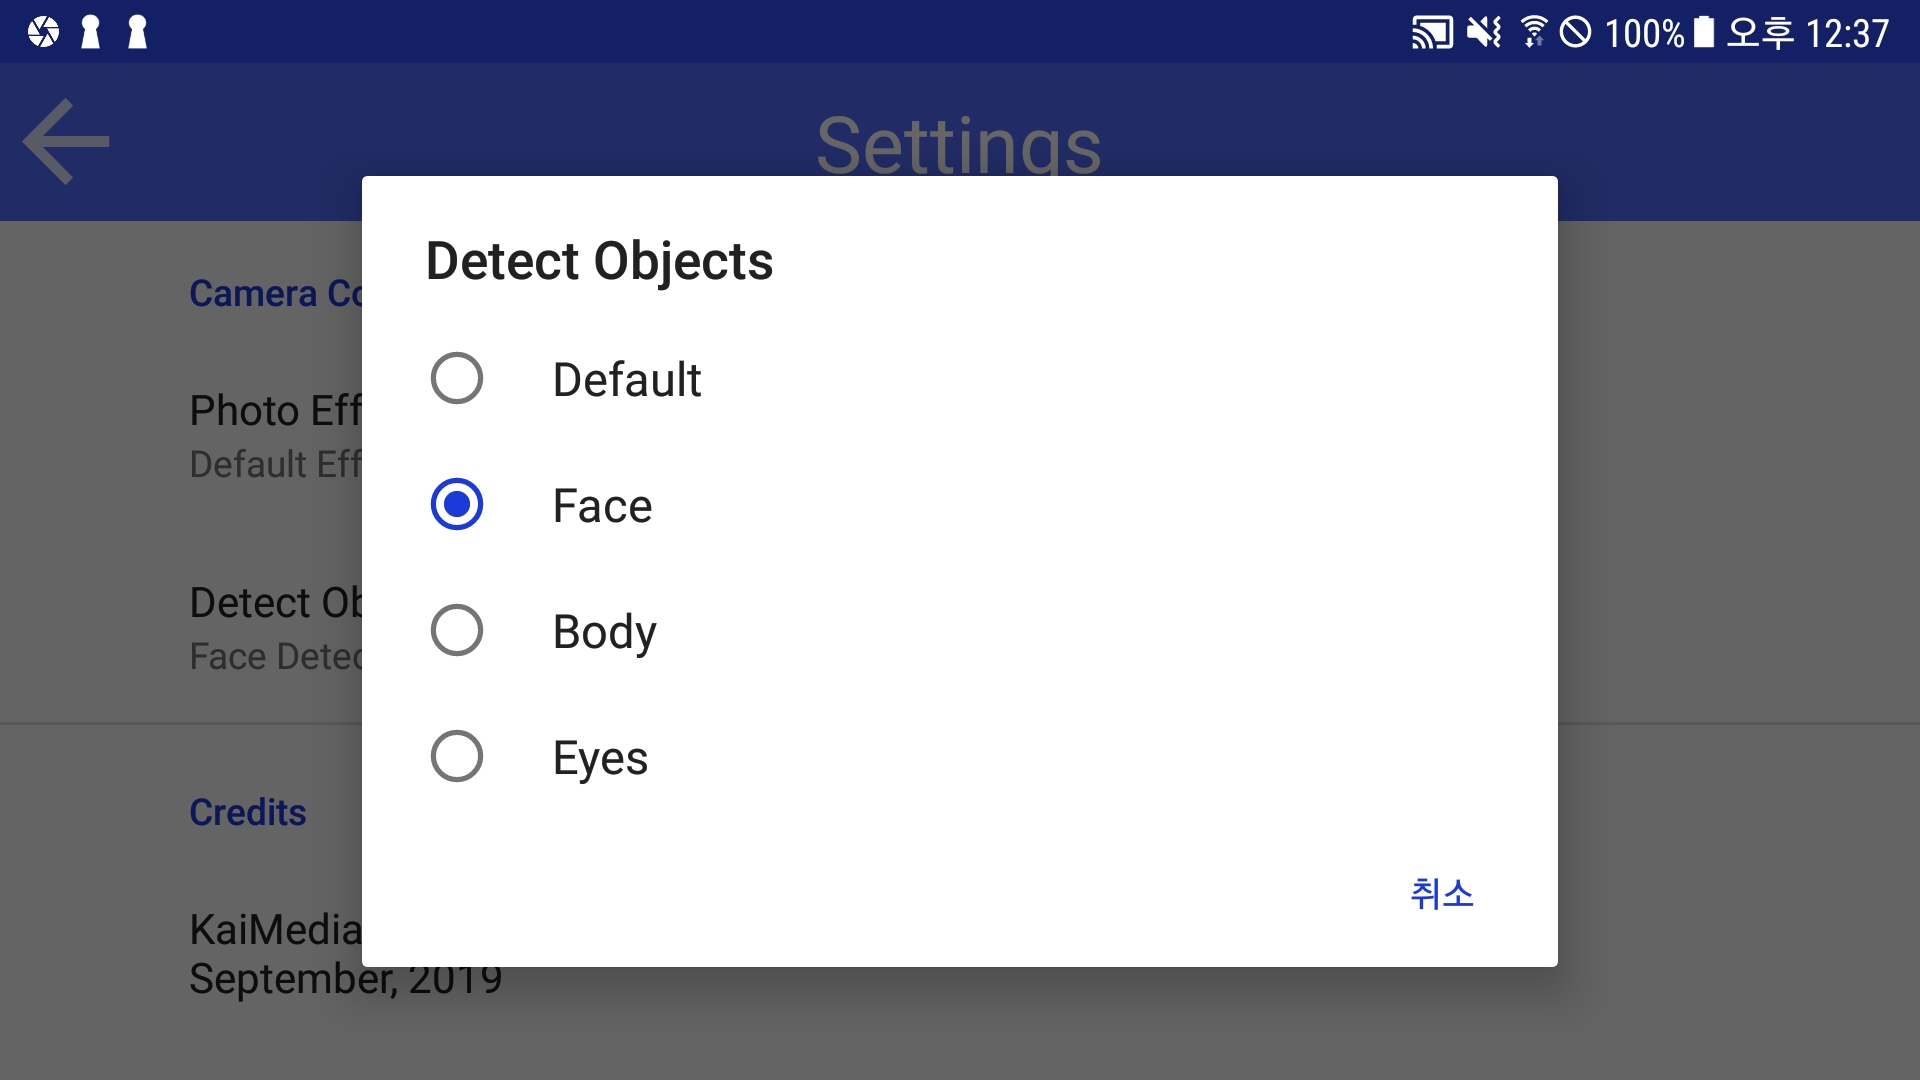 100% 오후 12:37
Settings
Detect Objects
Camera Co
Default
Photo Eff
Default Eff
Face
Detect Ob
Body
Face Detec
Eyes
Credits
취소
KaiMedia
September, 2019